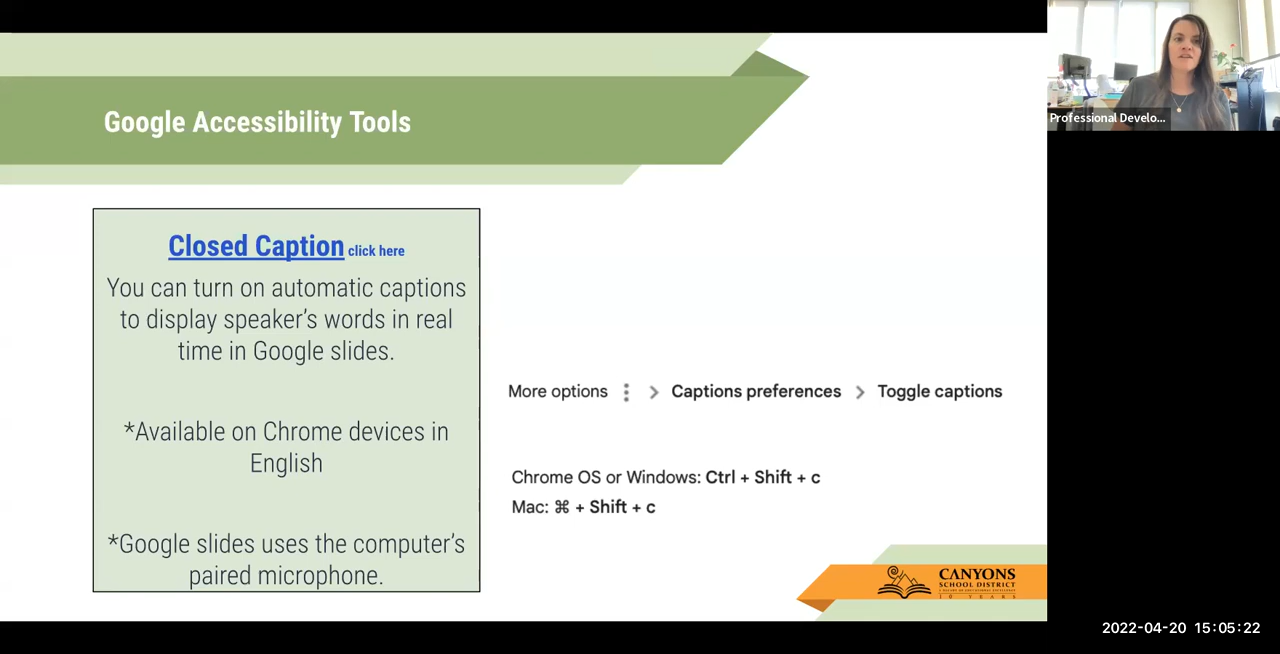 Google Accessibility Tools
Professional Develo...
Closed Caption click here
You can turn on automatic captions
to display speaker's words in real
time in Google slides.
*Available on Chrome devices in
English
*Google slides uses the computer's
paired microphone.
More options ⋮ > Captions preferences > Toggle captions
Chrome OS or Windows: Ctrl + Shift + c
Mac: ⌘ + Shift + c
CANYONS
SCHOOL DISTRICT
10 YEARS
2022-04-20 15:05:22